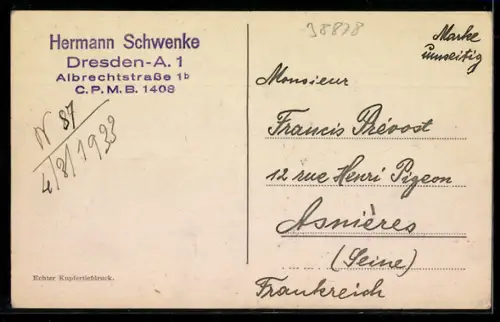 Hermann Schwenke
Dresden-A. 1
Albrechtstraße 1b
C.P.M.B. 1408
N 87
4/8/1933
38878
Marke
umseitig
Monsieur
Francis Prévost
12 rue Henri Pigeon
Asnières
(Seine)
Frankreich
Echter Kupfertiefdruck.